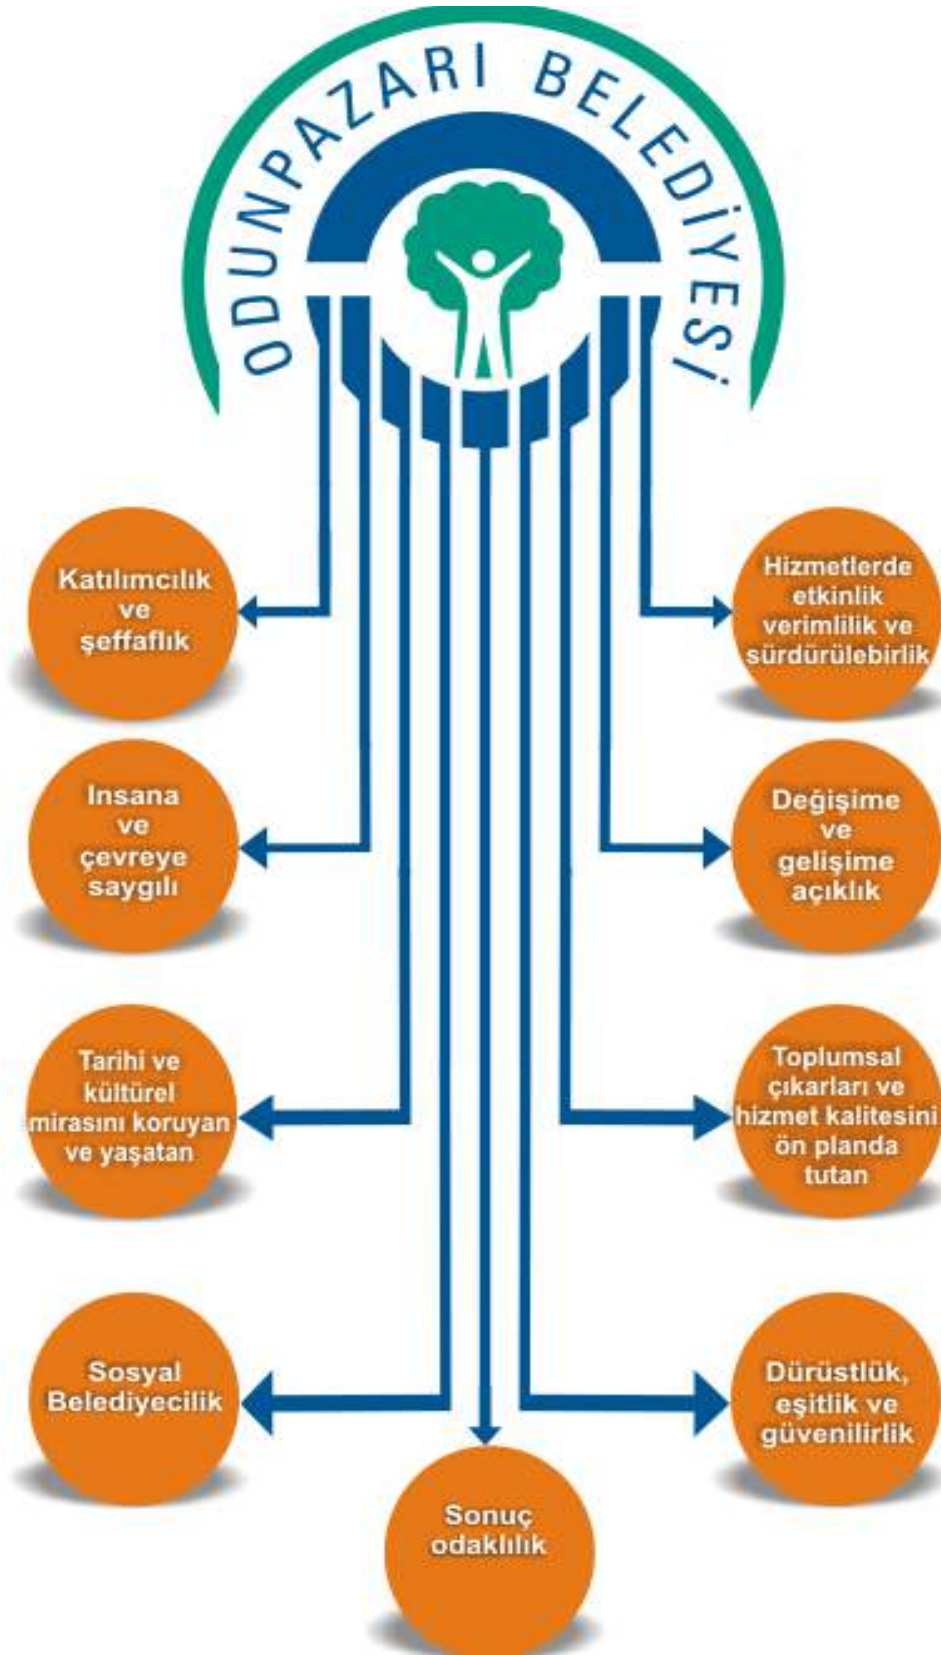 ODUNPAZARI BELEDİYESİ
Katılımcılık
ve
şeffaflık
Hizmetlerde
etkinlik
verimlilik ve
sürdürülebirlik
İnsana
ve
çevreye
saygılı
Değişime
ve
gelişime
açıklık
Tarihi ve
kültürel
mirasını koruyan
ve yaşatan
Toplumsal
çıkarları ve
hizmet kalitesini
ön planda
tutan
Sosyal
Belediyecilik
Dürüstlük,
eşitlik ve
güvenilirlik
Sonuç
odaklılık